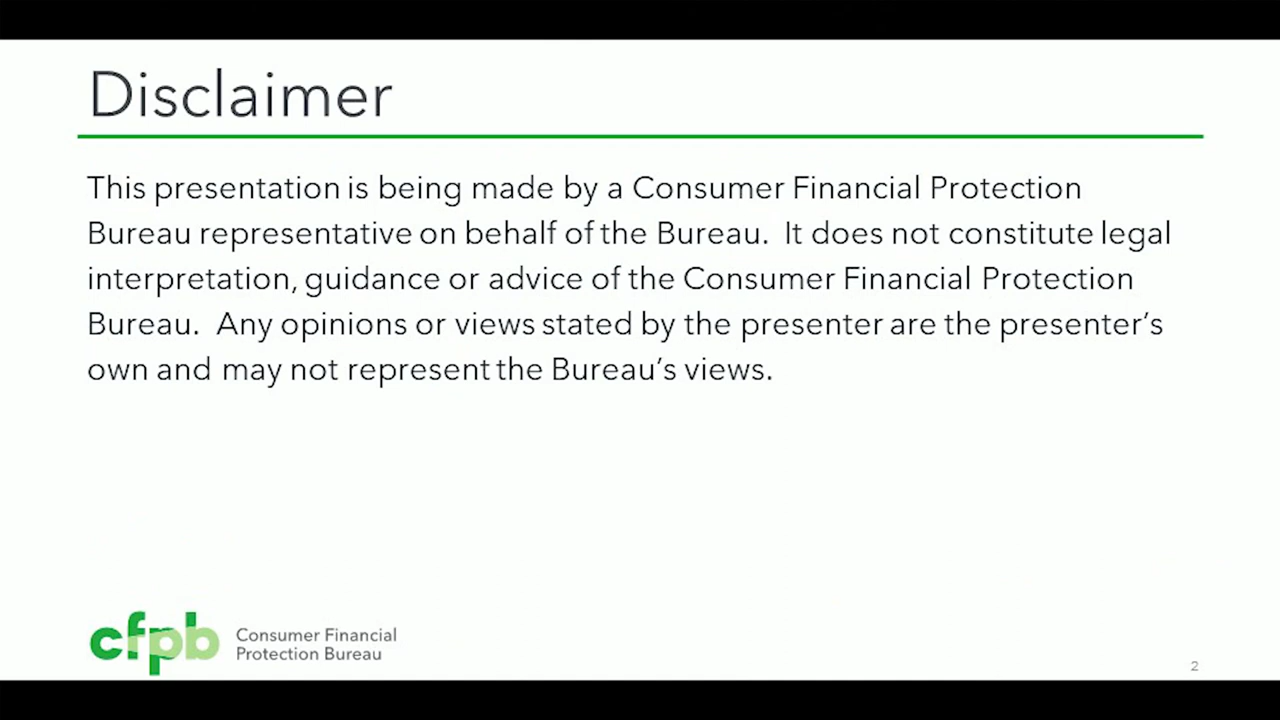 Disclaimer
This presentation is being made by a Consumer Financial Protection
Bureau representative on behalf of the Bureau.  It does not constitute legal
interpretation, guidance or advice of the Consumer Financial Protection
Bureau.  Any opinions or views stated by the presenter are the presenter’s
own and may not represent the Bureau’s views.
cfpb
Consumer Financial
Protection Bureau
2